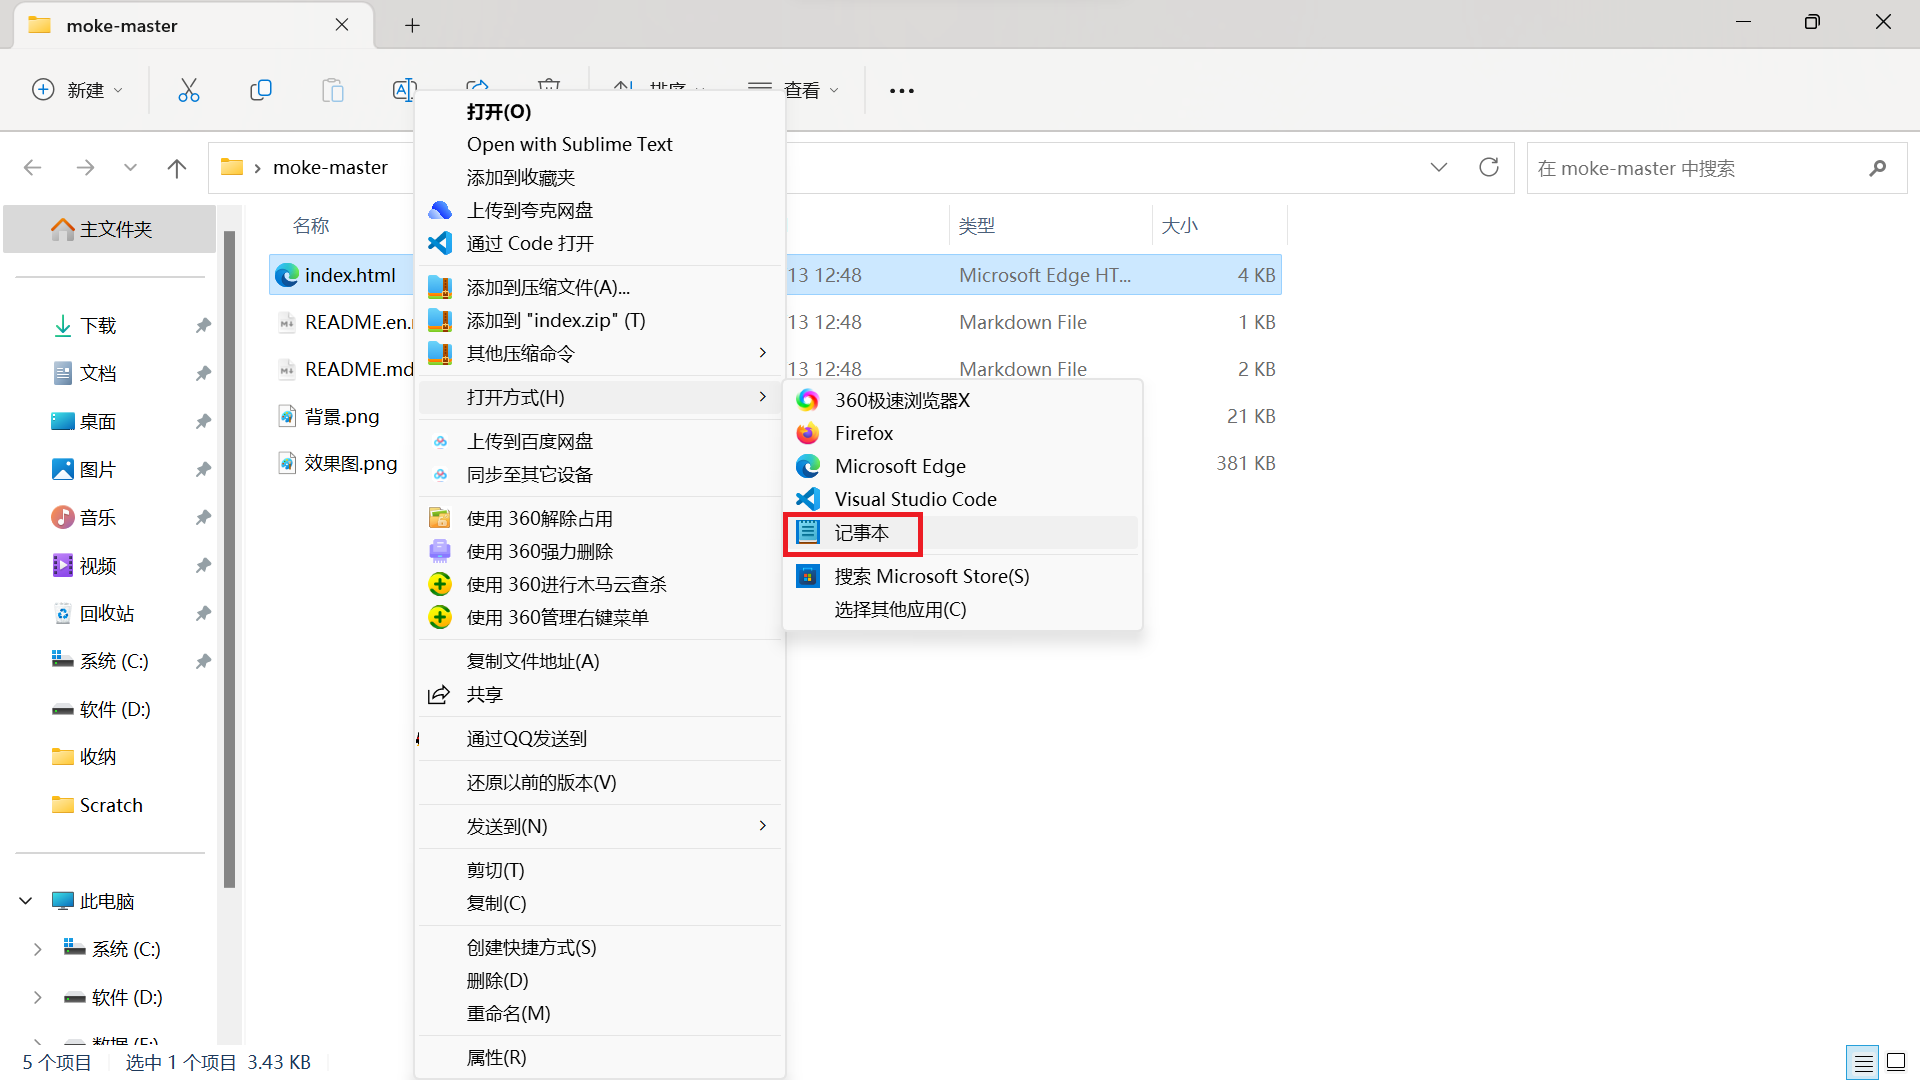 moke-master
新建
排序
查看
moke-master
在 moke-master 中搜索
主文件夹
下载
文档
桌面
图片
音乐
视频
回收站
系统 (C:)
软件 (D:)
收纳
Scratch
此电脑
系统 (C:)
软件 (D:)
数据 (E:)
名称
类型
大小
index.html
13 12:48
Microsoft Edge HT...
4 KB
README.en.
13 12:48
Markdown File
1 KB
README.md
13 12:48
Markdown File
2 KB
背景.png
21 KB
效果图.png
381 KB
打开(O)
Open with Sublime Text
添加到收藏夹
上传到夸克网盘
通过 Code 打开
添加到压缩文件(A)...
添加到 "index.zip" (T)
其他压缩命令
打开方式(H)
上传到百度网盘
同步至其它设备
使用 360解除占用
使用 360强力删除
使用 360进行木马云查杀
使用 360管理右键菜单
复制文件地址(A)
共享
通过QQ发送到
还原以前的版本(V)
发送到(N)
剪切(T)
复制(C)
创建快捷方式(S)
删除(D)
重命名(M)
属性(R)
360极速浏览器X
Firefox
Microsoft Edge
Visual Studio Code
记事本
搜索 Microsoft Store(S)
选择其他应用(C)
5 个项目
选中 1 个项目 3.43 KB